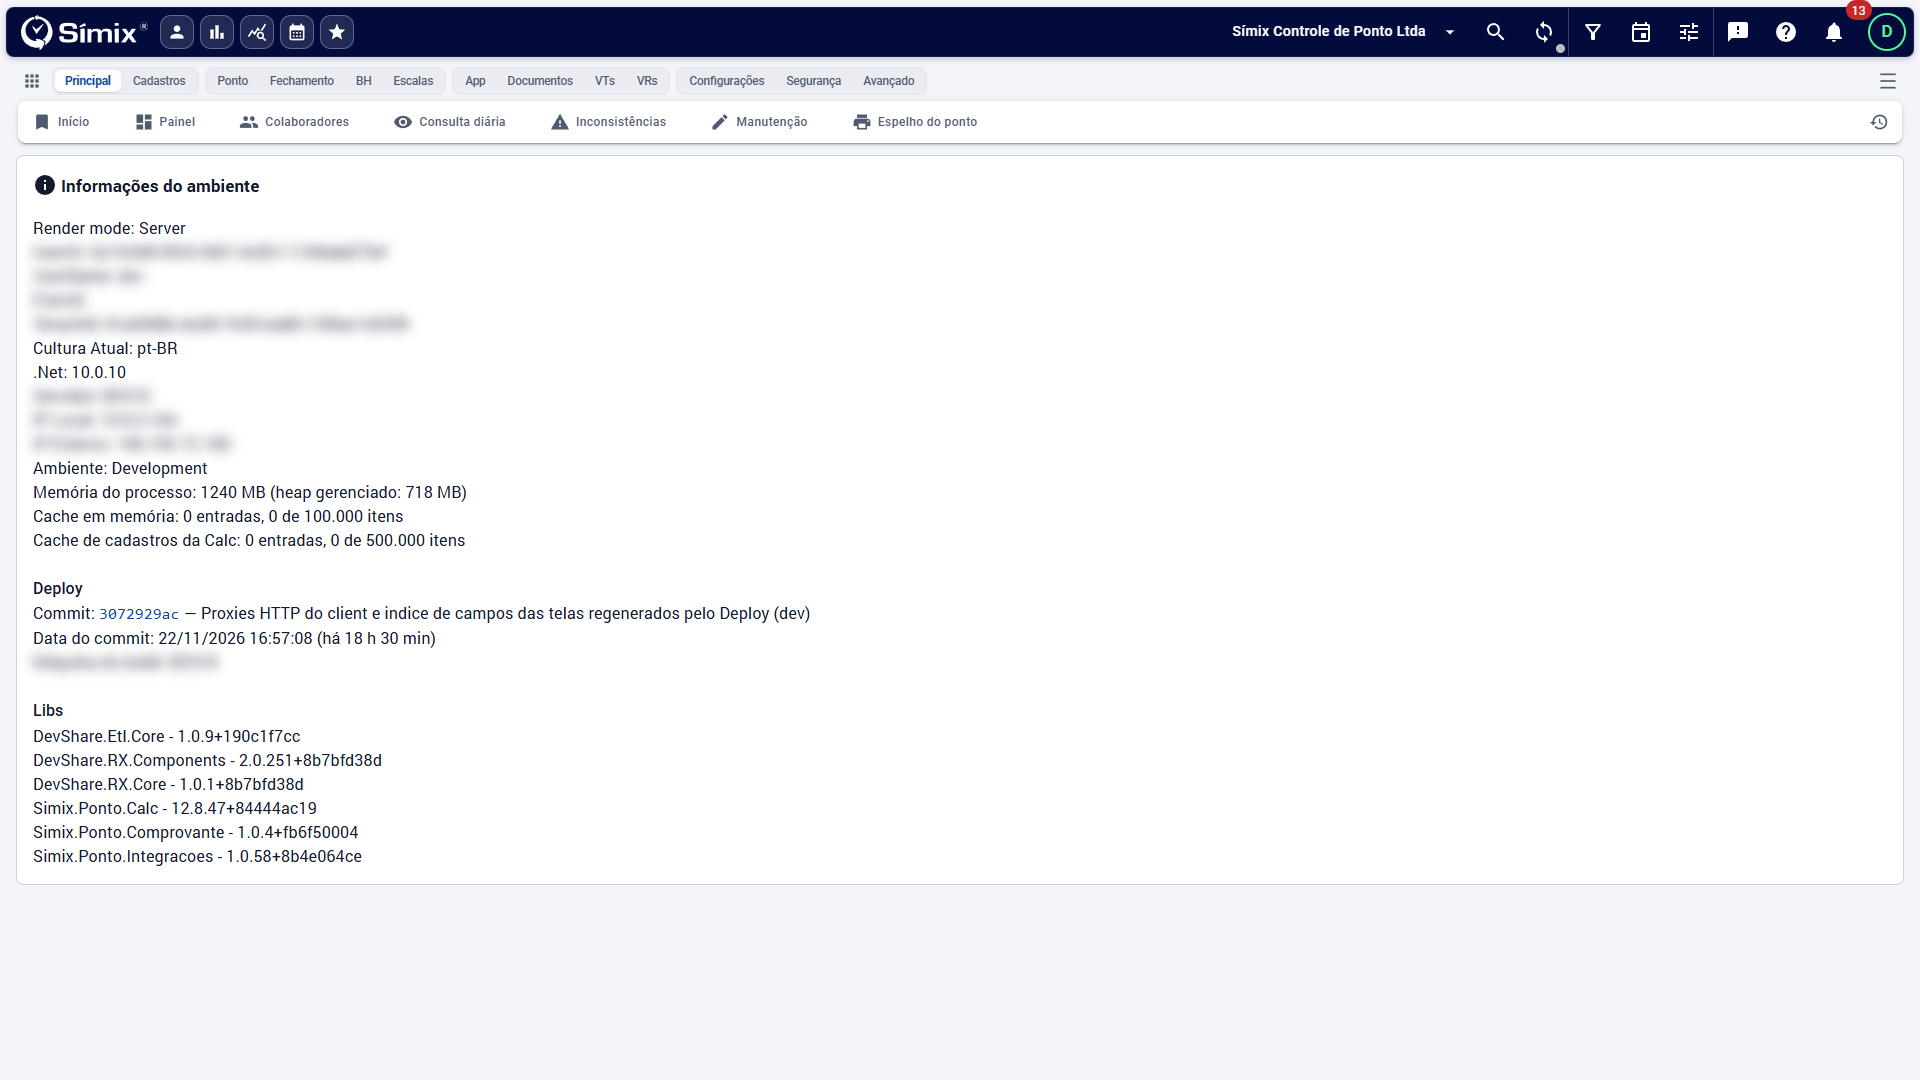 Símix®
Símix Controle de Ponto Ltda
13
D
Principal Cadastros Ponto Fechamento BH Escalas App Documentos VTs VRs Configurações Segurança Avançado
Início Painel Colaboradores Consulta diária Inconsistências Manutenção Espelho do ponto
Informações do ambiente
Render mode: Server
Cultura Atual: pt-BR
.Net: 10.0.10
Ambiente: Development
Memória do processo: 1240 MB (heap gerenciado: 718 MB)
Cache em memória: 0 entradas, 0 de 100.000 itens
Cache de cadastros da Calc: 0 entradas, 0 de 500.000 itens
Deploy
Commit: 3072929ac — Proxies HTTP do client e indice de campos das telas regenerados pelo Deploy (dev)
Data do commit: 22/11/2026 16:57:08 (há 18 h 30 min)
Libs
DevShare.Etl.Core - 1.0.9+190c1f7cc
DevShare.RX.Components - 2.0.251+8b7bfd38d
DevShare.RX.Core - 1.0.1+8b7bfd38d
Simix.Ponto.Calc - 12.8.47+84444ac19
Simix.Ponto.Comprovante - 1.0.4+fb6f50004
Simix.Ponto.Integracoes - 1.0.58+8b4e064ce